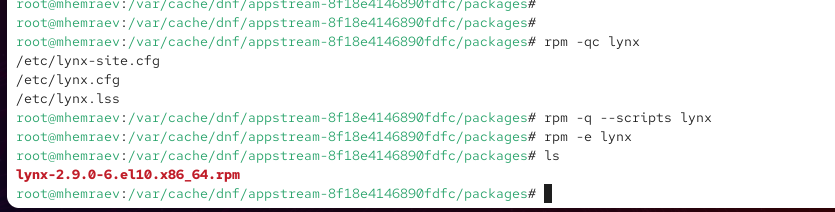 root@mhemraev:/var/cache/dnf/appstream-8f18e4146890fdfc/packages#
root@mhemraev:/var/cache/dnf/appstream-8f18e4146890fdfc/packages#
root@mhemraev:/var/cache/dnf/appstream-8f18e4146890fdfc/packages# rpm -qc lynx
/etc/lynx-site.cfg
/etc/lynx.cfg
/etc/lynx.lss
root@mhemraev:/var/cache/dnf/appstream-8f18e4146890fdfc/packages# rpm -q --scripts lynx
root@mhemraev:/var/cache/dnf/appstream-8f18e4146890fdfc/packages# rpm -e lynx
root@mhemraev:/var/cache/dnf/appstream-8f18e4146890fdfc/packages# ls
lynx-2.9.0-6.el10.x86_64.rpm
root@mhemraev:/var/cache/dnf/appstream-8f18e4146890fdfc/packages#